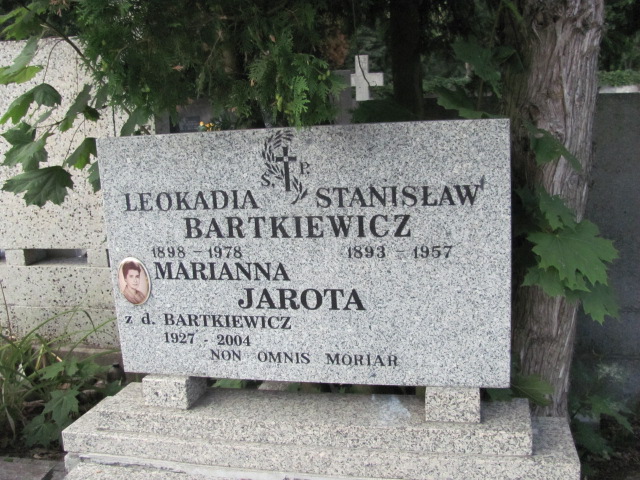 Ś P
LEOKADIA STANISŁAW
BARTKIEWICZ
1898 – 1978 1893 – 1957
MARIANNA
JAROTA
z d. BARTKIEWICZ
1927 - 2004
NON OMNIS MORIAR